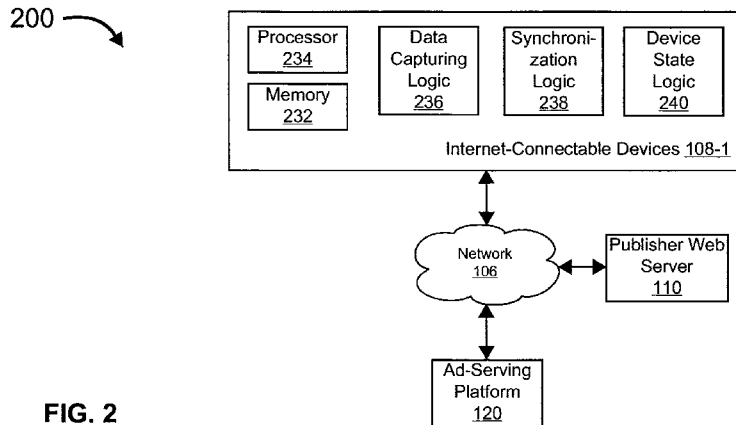 200
Processor
234
Memory
232
Data
Capturing
Logic
236
Synchroni-
zation
Logic
238
Device
State
Logic
240
Internet-Connectable Devices 108-1
Network
106
Publisher Web
Server
110
Ad-Serving
Platform
120
FIG. 2